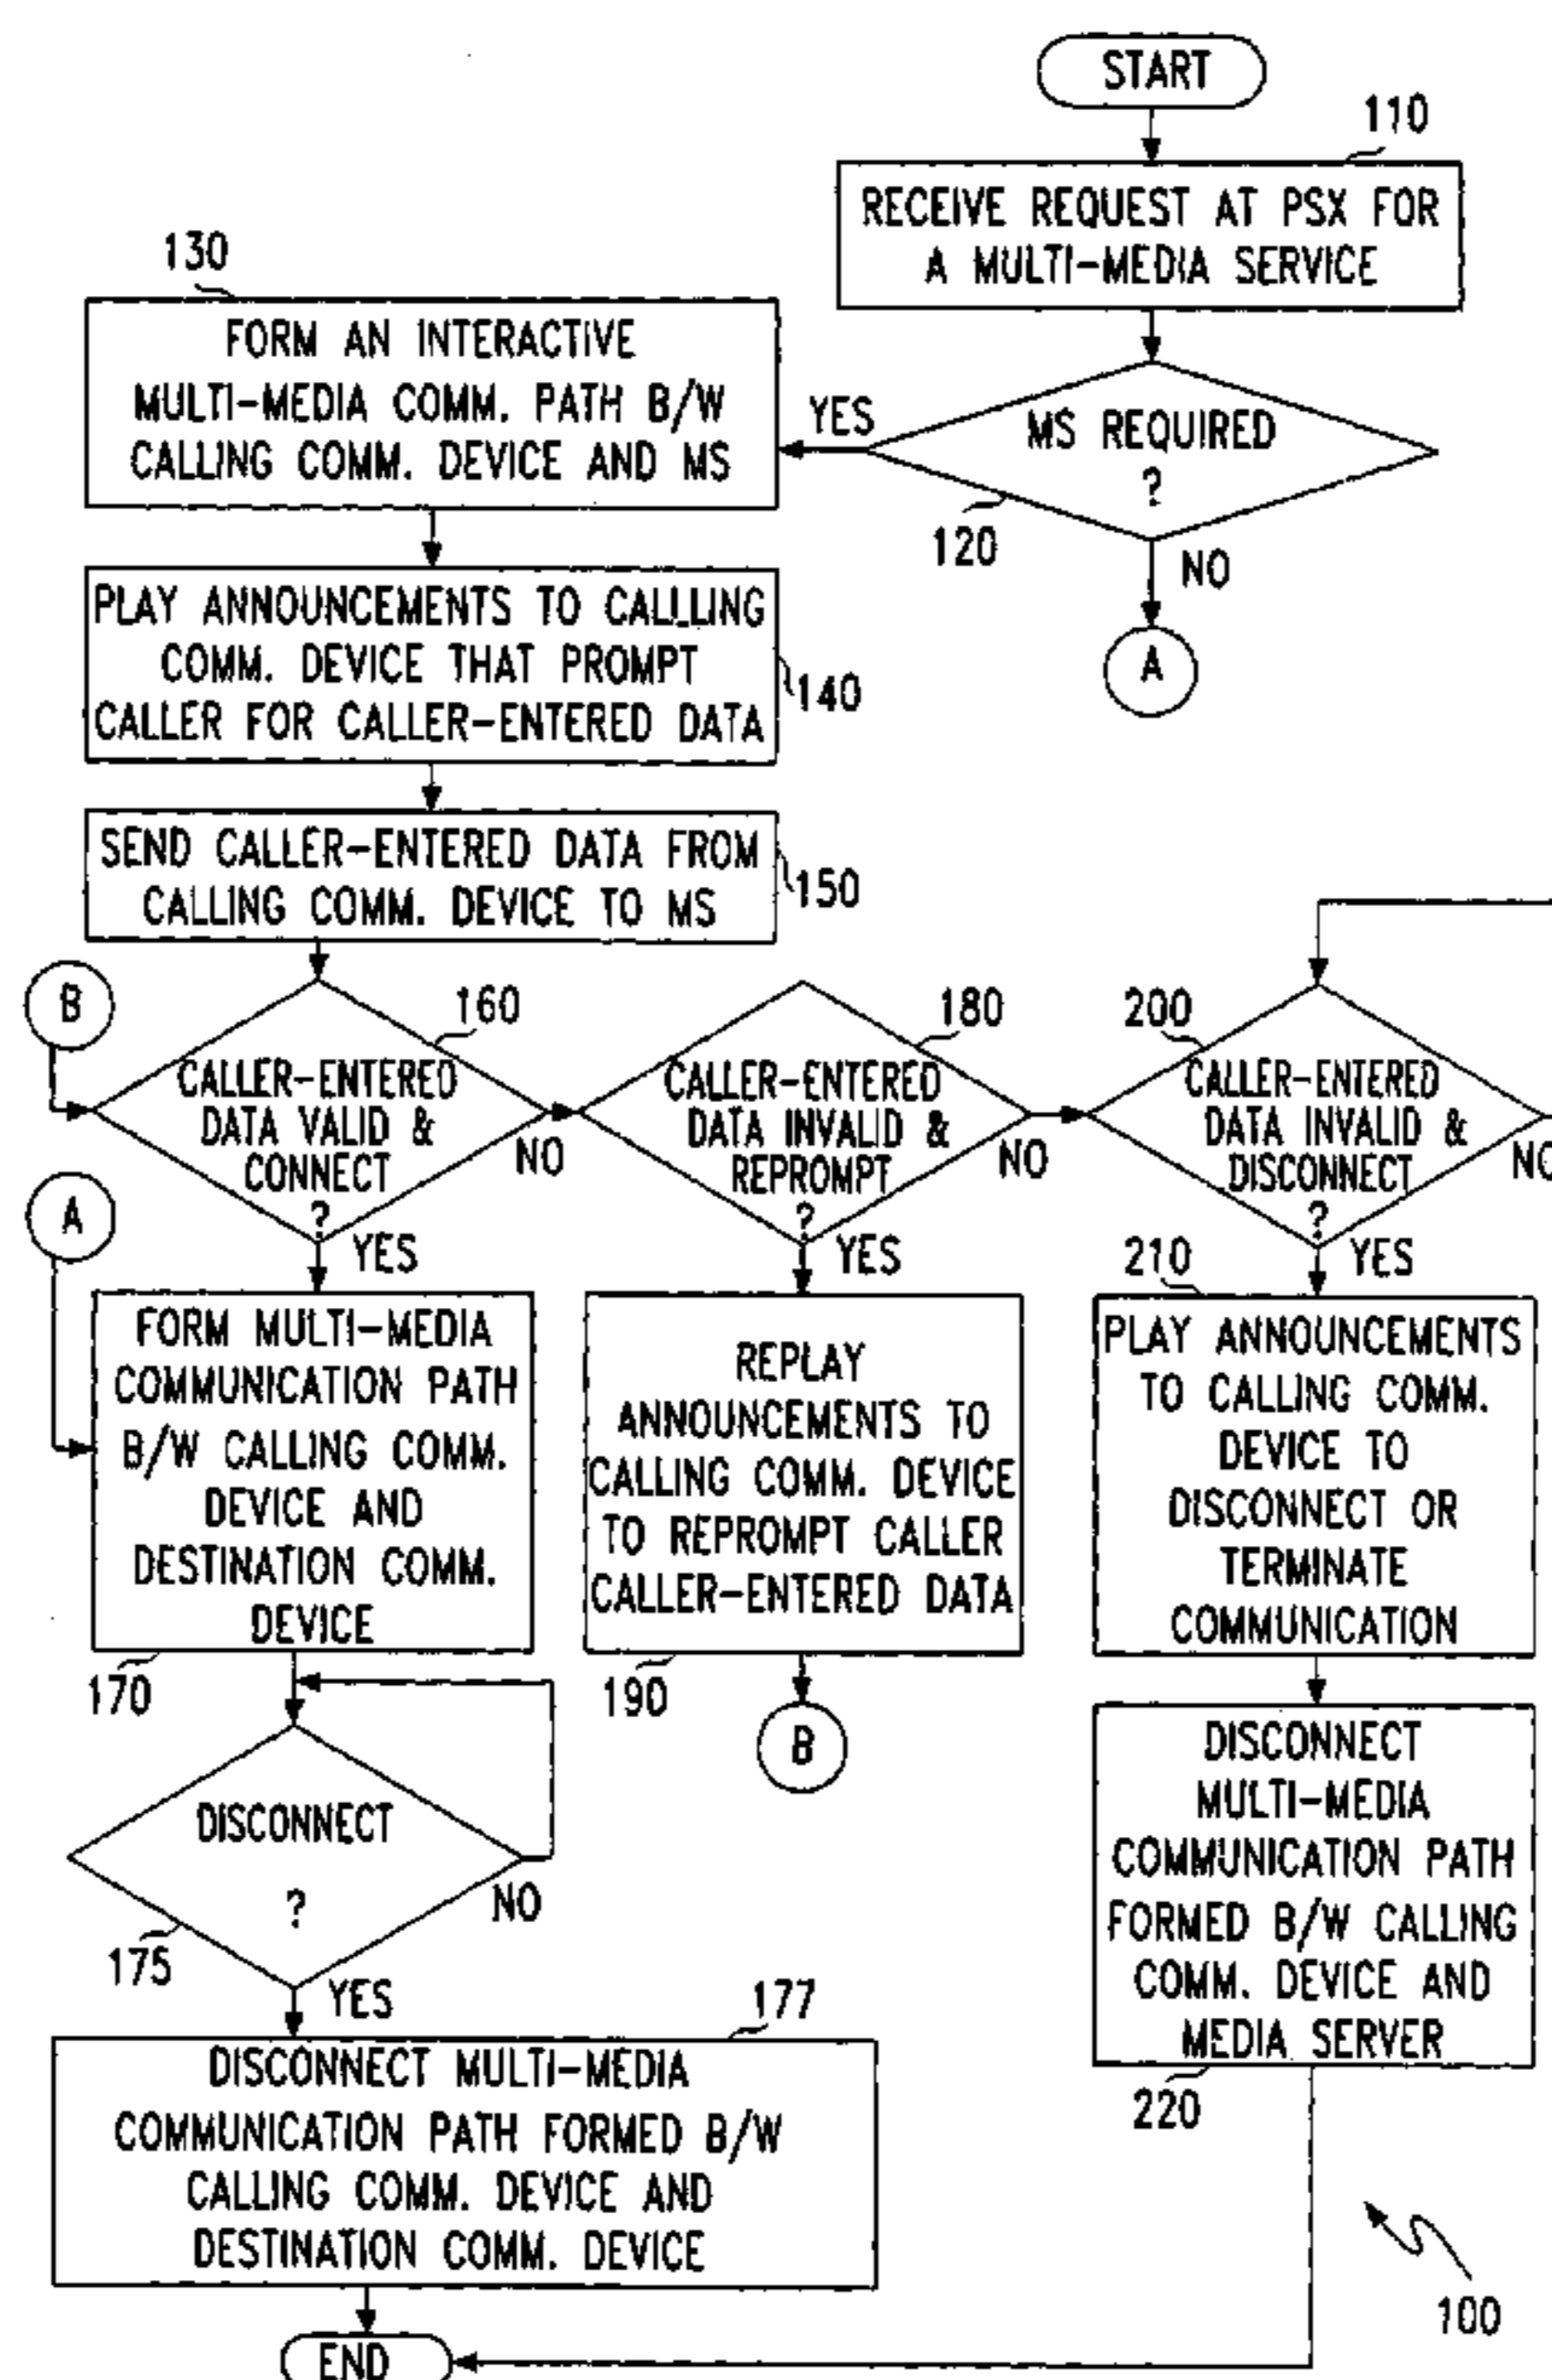 START
110
RECEIVE REQUEST AT PSX FOR
A MULTI-MEDIA SERVICE
130
FORM AN INTERACTIVE
MULTI-MEDIA COMM. PATH B/W
CALLING COMM. DEVICE AND MS
YES
MS REQUIRED
?
120
NO
A
PLAY ANNOUNCEMENTS TO CALLLING
COMM. DEVICE THAT PROMPT
CALLER FOR CALLER-ENTERED DATA
140
SEND CALLER-ENTERED DATA FROM
CALLING COMM. DEVICE TO MS
150
B
160
CALLER-ENTERED
DATA VALID &
CONNECT
?
NO
YES
180
CALLER-ENTERED
DATA INVALID &
REPROMPT
?
NO
YES
200
CALLER-ENTERED
DATA INVALID &
DISCONNECT
?
NO
YES
A
FORM MULTI-MEDIA
COMMUNICATION PATH
B/W CALLING COMM.
DEVICE AND
DESTINATION COMM.
DEVICE
170
REPLAY
ANNOUNCEMENTS TO
CALLING COMM. DEVICE
TO REPROMPT CALLER
CALLER-ENTERED DATA
190
B
210
PLAY ANNOUNCEMENTS
TO CALLING COMM.
DEVICE TO
DISCONNECT OR
TERMINATE
COMMUNICATION
DISCONNECT
?
NO
175
YES
DISCONNECT
MULTI-MEDIA
COMMUNICATION PATH
FORMED B/W CALLING
COMM. DEVICE AND
MEDIA SERVER
220
177
DISCONNECT MULTI-MEDIA
COMMUNICATION PATH FORMED B/W
CALLING COMM. DEVICE AND
DESTINATION COMM. DEVICE
100
END